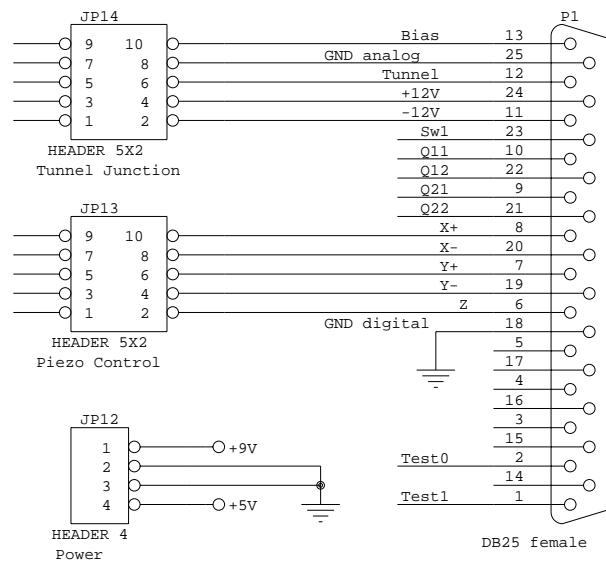 JP14
P1
Bias 13
9 10
GND analog 25
7 8
Tunnel 12
5 6
+12V 24
3 4
-12V 11
1 2
Sw1 23
HEADER 5X2
Q11 10
Tunnel Junction
Q12 22
Q21 9
JP13
Q22 21
X+ 8
9 10
X- 20
7 8
Y+ 7
5 6
Y- 19
3 4
Z 6
1 2
GND digital 18
HEADER 5X2
5
Piezo Control
17
4
16
JP12
3
15
1 +9V
Test0 2
2
14
3
Test1 1
4 +5V
HEADER 4
DB25 female
Power